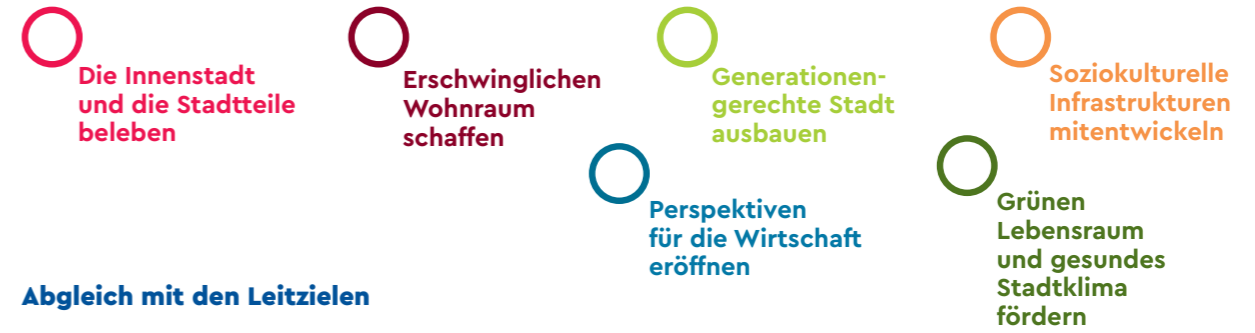 Die Innenstadt
und die Stadtteile
beleben
Erschwinglichen
Wohnraum
schaffen
Generationen-
gerechte Stadt
ausbauen
Soziokulturelle
Infrastrukturen
mitentwickeln
Perspektiven
für die Wirtschaft
eröffnen
Grünen
Lebensraum
und gesundes
Stadtklima
fördern
Abgleich mit den Leitzielen